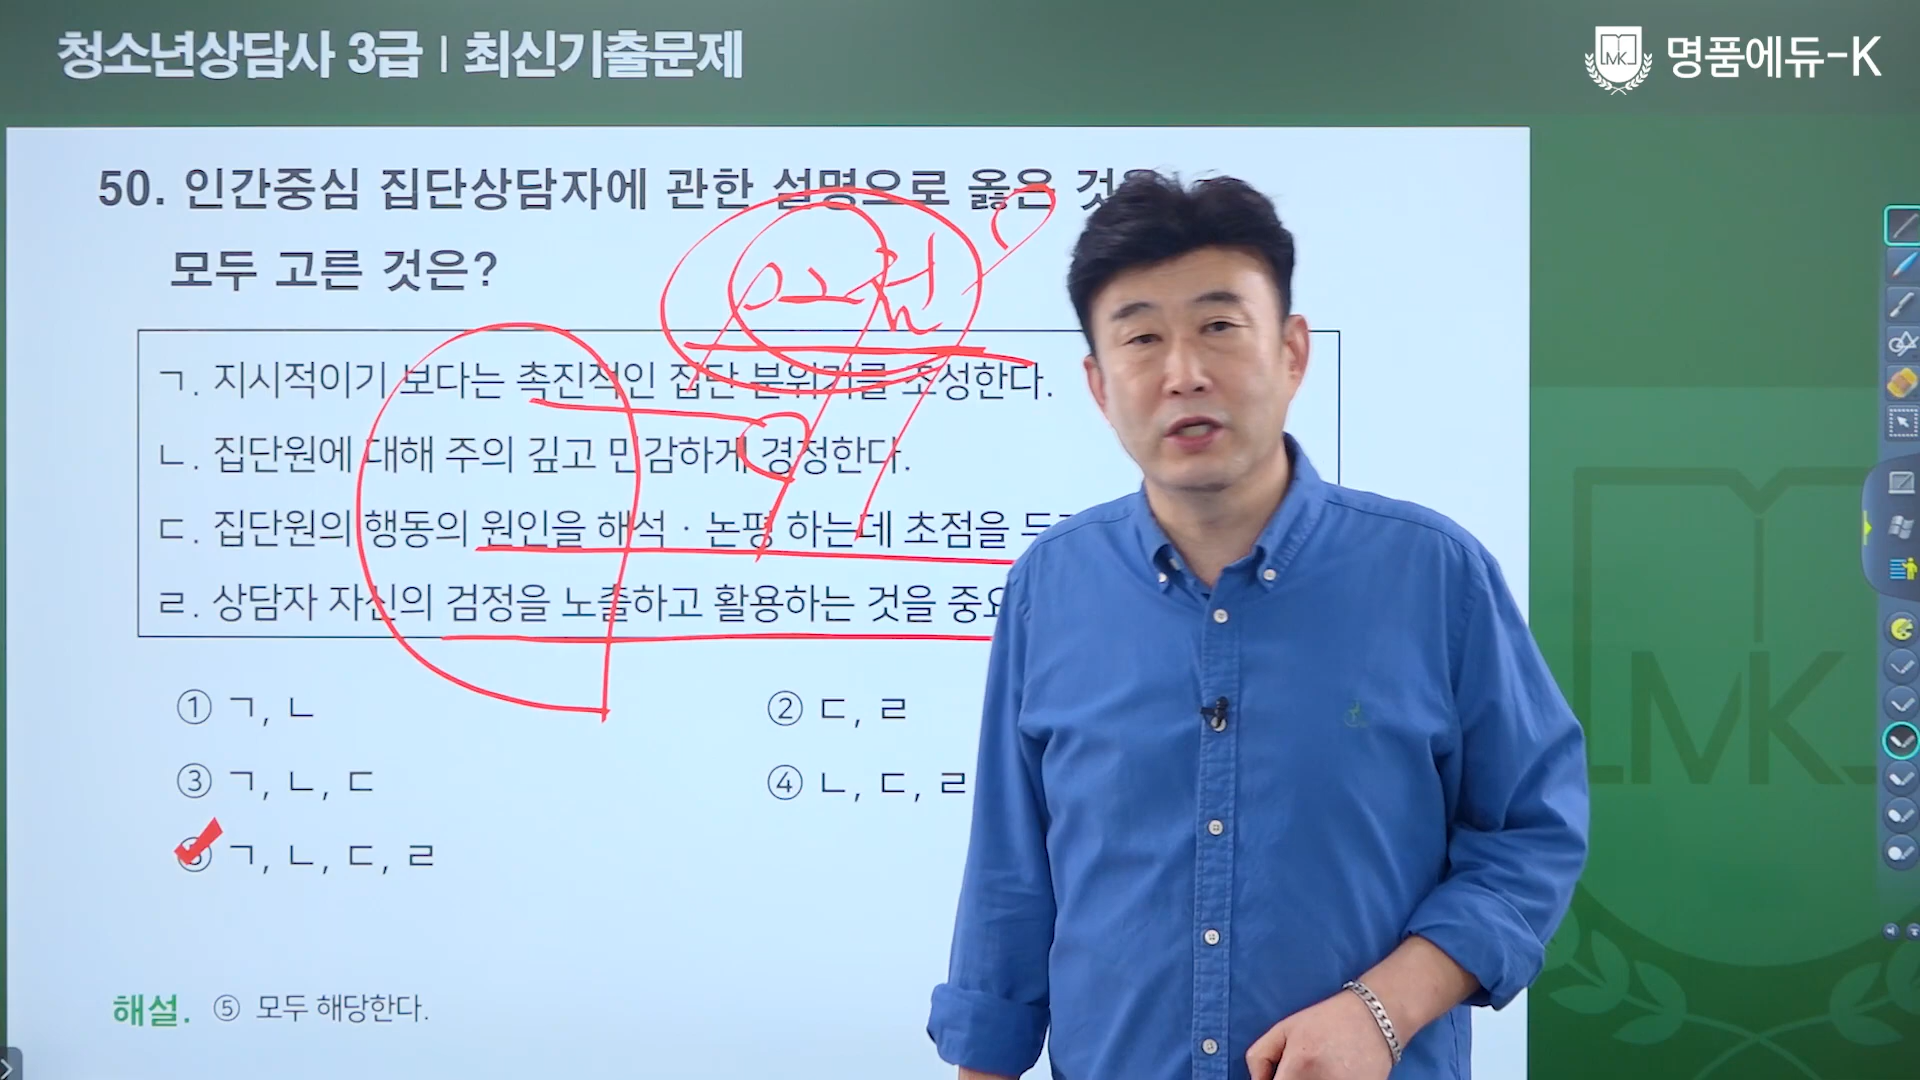 청소년상담사 3급 | 최신기출문제
명품에듀-K
MK
50. 인간중심 집단상담자에 관한 설명으로 옳은 것을
모두 고른 것은?
ㄱ. 지시적이기 보다는 촉진적인 집단 분위기를 조성한다.
ㄴ. 집단원에 대해 주의 깊고 민감하게 경정한다.
ㄷ. 집단원의 행동의 원인을 해석 · 논평 하는데 초점을
ㄹ. 상담자 자신의 검정을 노출하고 활용하는 것을
① ㄱ, ㄴ
② ㄷ, ㄹ
③ ㄱ, ㄴ, ㄷ
④ ㄴ, ㄷ, ㄹ
⑤ ㄱ, ㄴ, ㄷ, ㄹ
해설. ⑤ 모두 해당한다.
MK